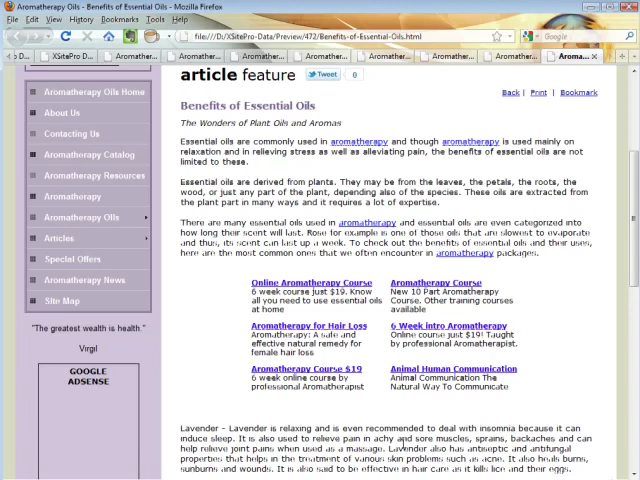 Aromatherapy Oils - Benefits of Essential Oils - Mozilla Firefox
File Edit View History Bookmarks Tools Help
file:///D:/XSitePro-Data/Preview/472/Benefits-of-Essential-Oils.html
Google
XSitePro D... Aromather... Aromather... Aromather... Aromather... Aromather... Aromather... Aroma...
article feature Tweet 0
Back | Print | Bookmark
Aromatherapy Oils Home
About Us
Contacting Us
Aromatherapy Catalog
Aromatherapy Resources
Aromatherapy
Aromatherapy Oils
Articles
Special Offers
Aromatherapy News
Site Map
"The greatest wealth is health."
Virgil
GOOGLE
ADSENSE
Benefits of Essential Oils
The Wonders of Plant Oils and Aromas
Essential oils are commonly used in aromatherapy and though aromatherapy is used mainly on
relaxation and in relieving stress as well as alleviating pain, the benefits of essential oils are not
limited to these.
Essential oils are derived from plants. They may be from the leaves, the petals, the roots, the
wood, or just any part of the plant, depending also of the species. These oils are extracted from
the plant part in many ways and it requires a lot of expertise.
There are many essential oils used in aromatherapy and essential oils are even categorized into
how long their scent will last. Rose for example is one of those oils that are slowest to evaporate
and thus, its scent can last up a week. To check out the benefits of essential oils and their uses,
here are the most common ones that we often encounter in aromatherapy packages.
Online Aromatherapy Course
6 week course just $19. Know
all you need to use essential oils
at home
Aromatherapy Course
New 10 Part Aromatherapy
Course. Other training courses
available
Aromatherapy for Hair Loss
Aromatherapy: A safe and
effective natural remedy for
female hair loss
6 Week intro Aromatherapy
Online course just $19! Taught
by professional Aromatherapist.
Aromatherapy Course $19
6 week online course by
professional Aromatherapist
Animal Human Communication
Animal Communication The
Natural Way To Communicate
Lavender - Lavender is relaxing and is even recommended to deal with insomnia because it can
induce sleep. It is also used to relieve pain in achy and sore muscles, sprains, backaches and can
help relieve joint pains when used as a massage. Lavender also has antiseptic and antifungal
properties that helps in the treatment of various skin problems such as acne. It also heals burns,
sunburns and wounds. It is also said to be effective in hair care as it kills lice and their eggs.